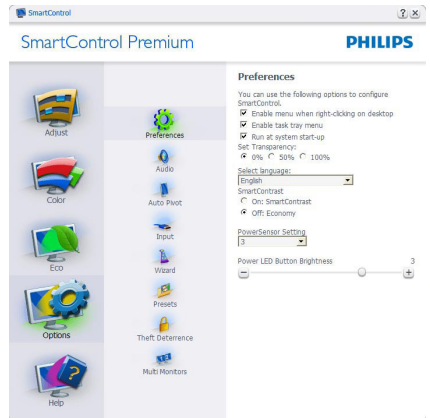 SmartControl
? ×
SmartControl Premium
PHILIPS
Adjust
Color
Eco
Options
Help
Preferences
Audio
Auto Pivot
Input
Wizard
Presets
Theft Deterrence
Multi Monitors
Preferences
You can use the following options to configure
SmartControl.
Enable menu when right-clicking on desktop
Enable task tray menu
Run at system start-up
Set Transparency:
0% 50% 100%
Select language:
English
SmartContrast
On: SmartContrast
Off: Economy
PowerSensor Setting
3
Power LED Button Brightness 3
− +